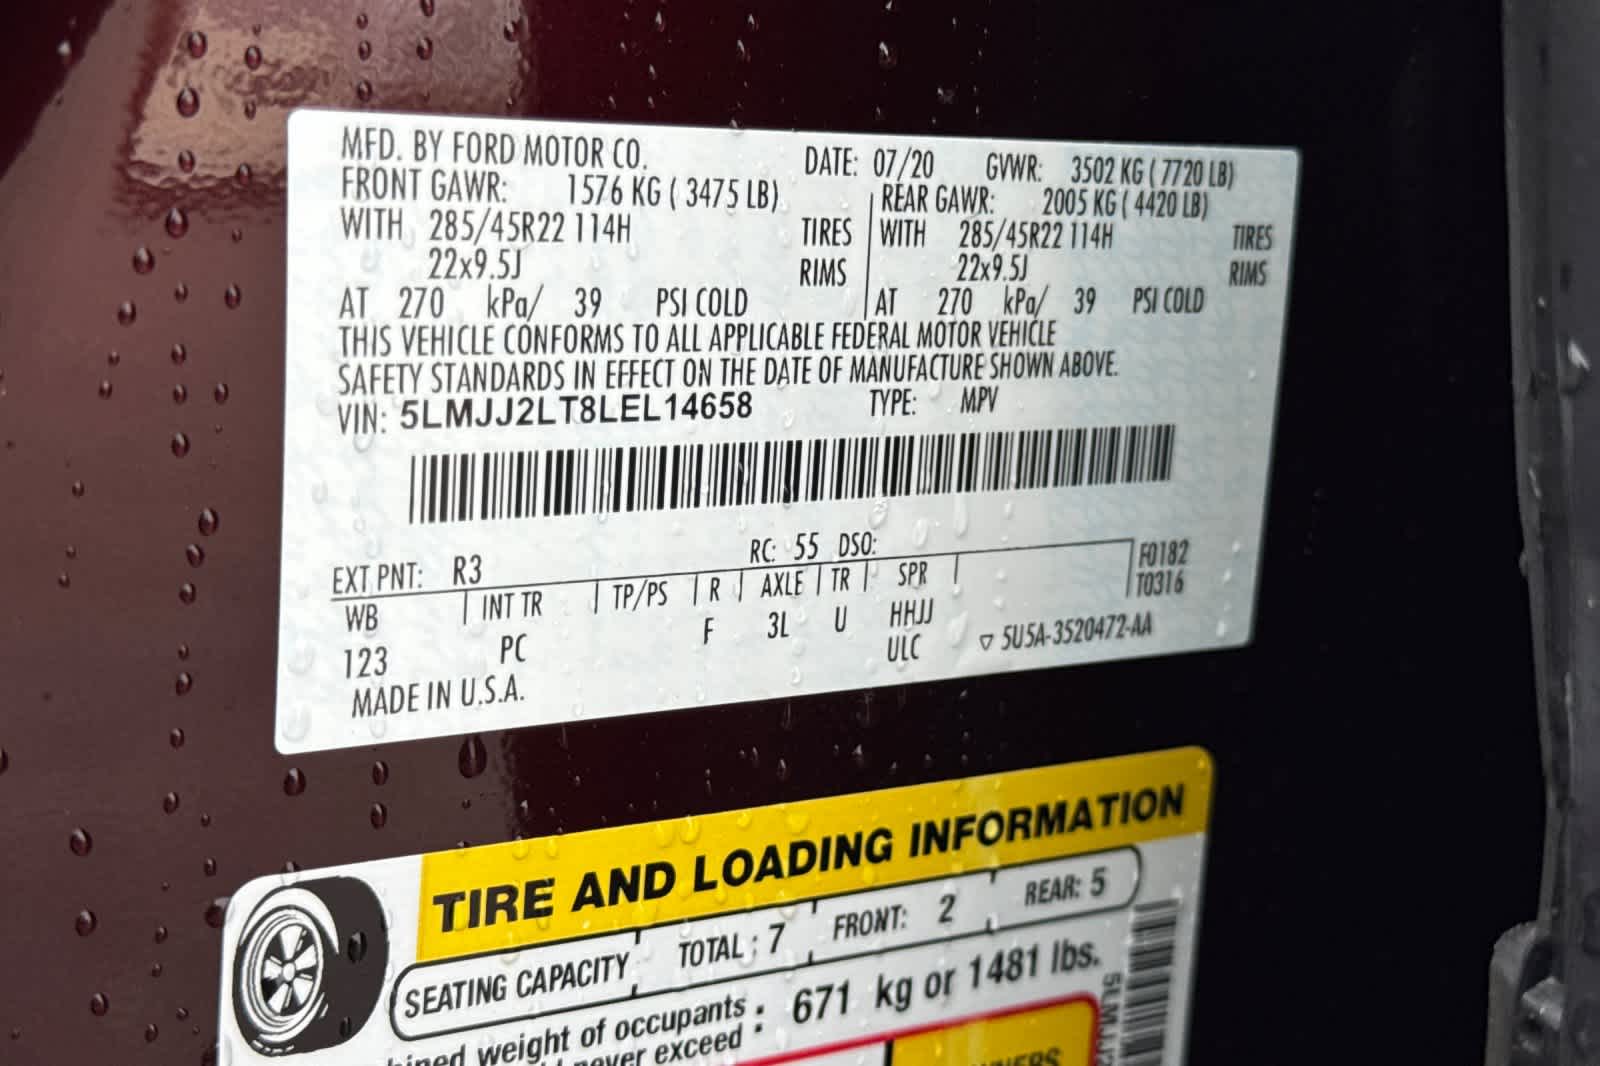 MFD. BY FORD MOTOR CO. DATE: 07/20 GVWR: 3502 KG ( 7720 LB)
FRONT GAWR: 1576 KG ( 3475 LB) REAR GAWR: 2005 KG ( 4420 LB)
WITH 285/45R22 114H TIRES WITH 285/45R22 114H TIRES
22x9.5J RIMS 22x9.5J RIMS
AT 270 kPa/ 39 PSI COLD AT 270 kPa/ 39 PSI COLD
THIS VEHICLE CONFORMS TO ALL APPLICABLE FEDERAL MOTOR VEHICLE
SAFETY STANDARDS IN EFFECT ON THE DATE OF MANUFACTURE SHOWN ABOVE.
VIN: 5LMJJ2LT8LEL14658 TYPE: MPV
EXT PNT: R3 RC: 55 DSO: F0182
WB INT TR TP/PS R AXLE TR SPR T0316
123 PC F 3L U HHJJ
ULC ▽ 5U5A-3520472-AA
MADE IN U.S.A.
TIRE AND LOADING INFORMATION
SEATING CAPACITY TOTAL : 7 FRONT: 2 REAR: 5
weight of occupants : 671 kg or 1481 lbs.
never exceed